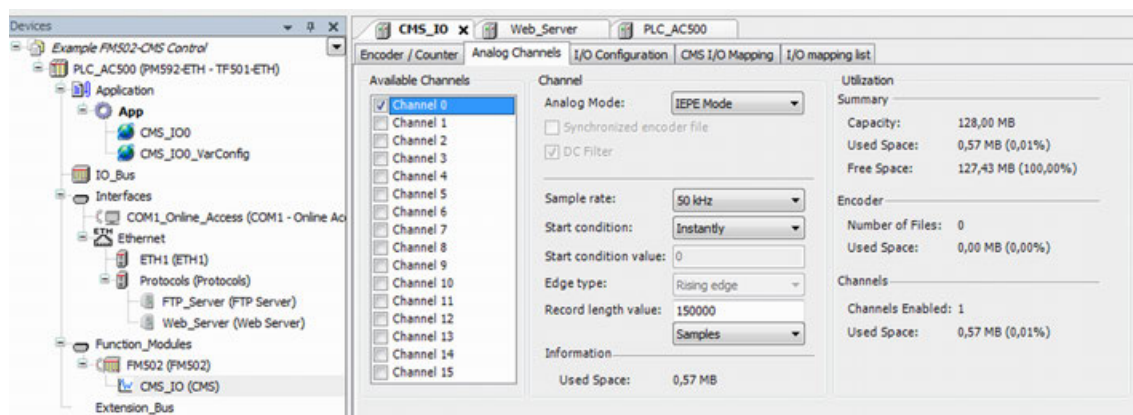 Devices
Example FM502-CMS Control
PLC_AC500 (PM592-ETH - TF501-ETH)
Application
App
CMS_IO0
CMS_IO0_VarConfig
IO_Bus
Interfaces
COM1_Online_Access (COM1 - Online Ac
ETH
Ethernet
ETH1 (ETH1)
Protocols (Protocols)
FTP_Server (FTP Server)
Web_Server (Web Server)
Function_Modules
FM502 (FM502)
CMS_IO (CMS)
Extension_Bus
CMS_IO x Web_Server PLC_AC500
Encoder / Counter Analog Channels I/O Configuration CMS I/O Mapping I/O mapping list
Available Channels
Channel 0
Channel 1
Channel 2
Channel 3
Channel 4
Channel 5
Channel 6
Channel 7
Channel 8
Channel 9
Channel 10
Channel 11
Channel 12
Channel 13
Channel 14
Channel 15
Channel
Analog Mode: IEPE Mode
Synchronized encoder file
DC Filter
Sample rate: 50 kHz
Start condition: Instantly
Start condition value: 0
Edge type: Rising edge
Record length value: 150000
Samples
Information
Used Space: 0,57 MB
Utilization
Summary
Capacity: 128,00 MB
Used Space: 0,57 MB (0,01%)
Free Space: 127,43 MB (100,00%)
Encoder
Number of Files: 0
Used Space: 0,00 MB (0,00%)
Channels
Channels Enabled: 1
Used Space: 0,57 MB (0,01%)